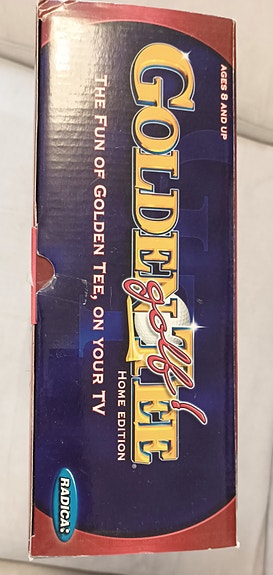 AGES 8 AND UP
GOLDEN TEE
golf!
HOME EDITION®
THE FUN OF GOLDEN TEE, ON YOUR TV
RADICA: